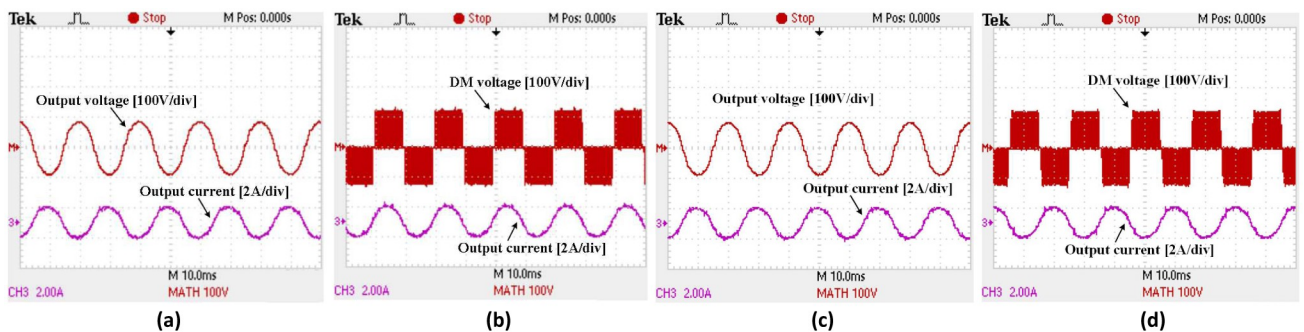 Tek
Stop
M Pos: 0.000s
Output voltage [100V/div]
M
Output current [2A/div]
3
M 10.0ms
CH3 2.00A
MATH 100V
(a)
Tek
Stop
M Pos: 0.000s
DM voltage [100V/div]
M
3
Output current [2A/div]
M 10.0ms
CH3 2.00A
MATH 100V
(b)
Tek
Stop
M Pos: 0.000s
Output voltage [100V/div]
M
Output current [2A/div]
3
M 10.0ms
CH3 2.00A
MATH 100V
(c)
Tek
Stop
M Pos: 0.000s
DM voltage [100V/div]
M
3
Output current [2A/div]
M 10.0ms
CH3 2.00A
MATH 100V
(d)